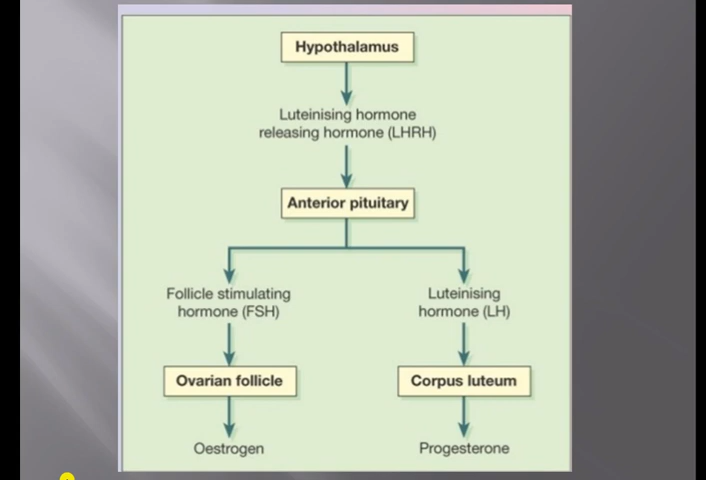 Hypothalamus
Luteinising hormone
releasing hormone (LHRH)
Anterior pituitary
Follicle stimulating
hormone (FSH)
Luteinising
hormone (LH)
Ovarian follicle
Corpus luteum
Oestrogen
Progesterone